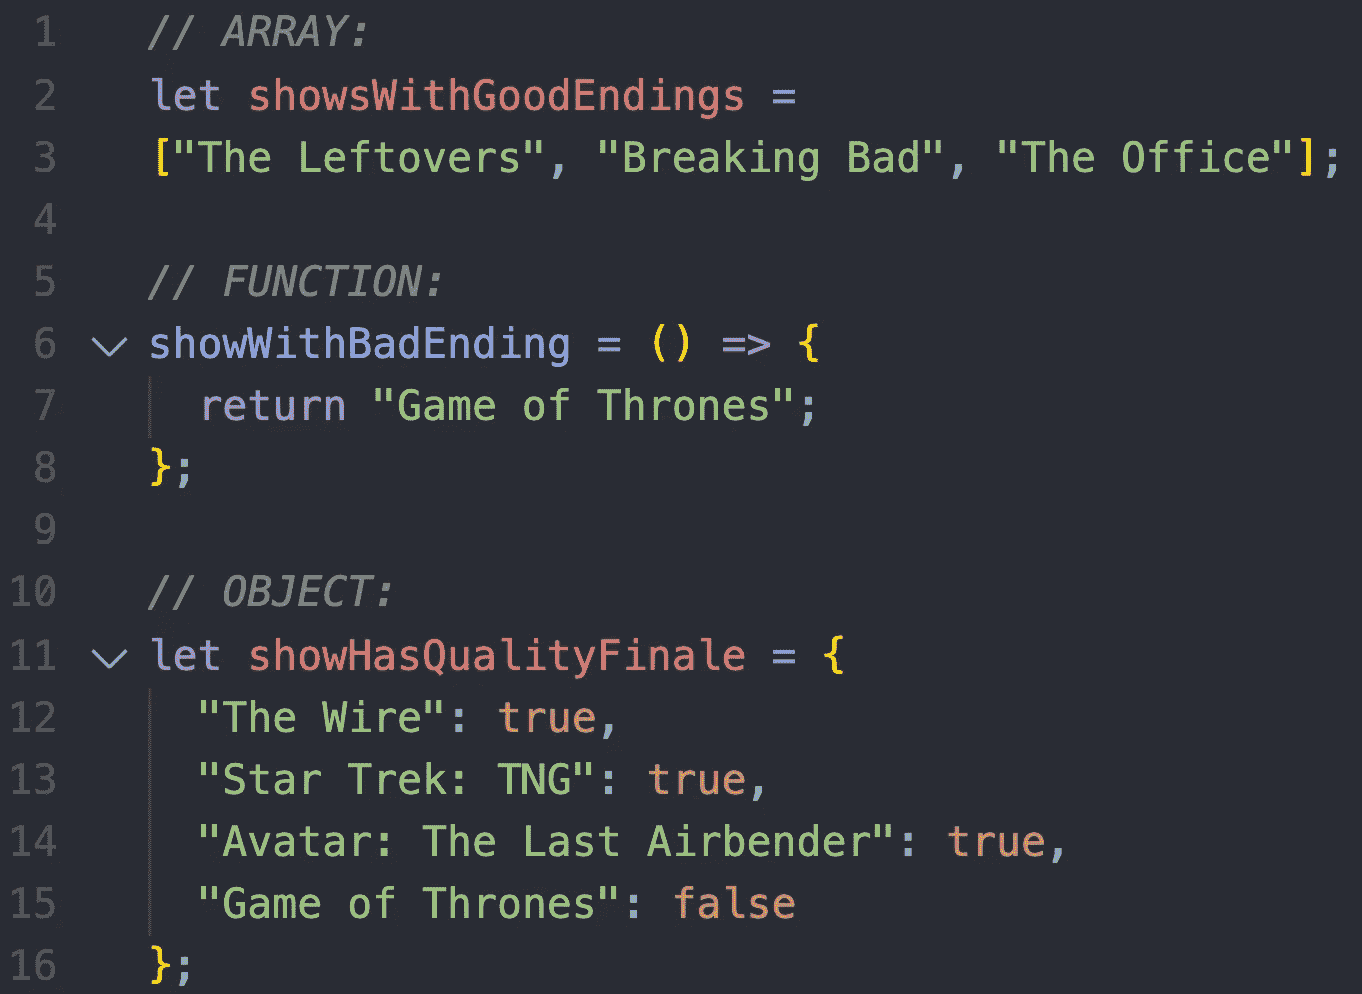 1 // ARRAY:
2 let showsWithGoodEndings =
3 ["The Leftovers", "Breaking Bad", "The Office"];
4
5 // FUNCTION:
6 showWithBadEnding = () => {
7 return "Game of Thrones";
8 };
9
10 // OBJECT:
11 let showHasQualityFinale = {
12 "The Wire": true,
13 "Star Trek: TNG": true,
14 "Avatar: The Last Airbender": true,
15 "Game of Thrones": false
16 };